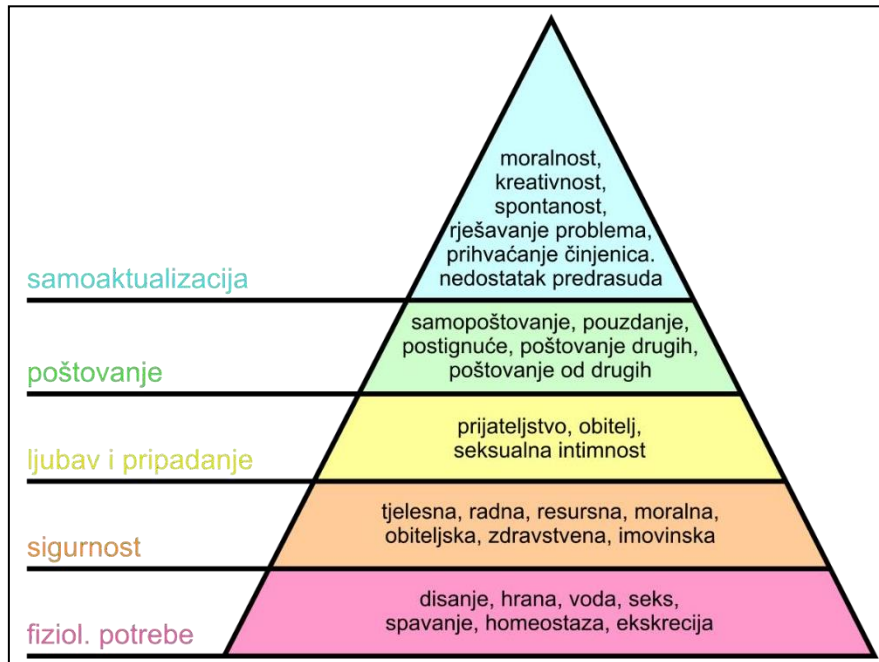 moralnost,
kreativnost,
spontanost,
rješavanje problema,
prihvaćanje činjenica.
nedostatak predrasuda
samoaktualizacija
samopoštovanje, pouzdanje,
postignuće, poštovanje drugih,
poštovanje od drugih
poštovanje
prijateljstvo, obitelj,
seksualna intimnost
ljubav i pripadanje
tjelesna, radna, resursna, moralna,
obiteljska, zdravstvena, imovinska
sigurnost
disanje, hrana, voda, seks,
spavanje, homeostaza, ekskrecija
fiziol. potrebe